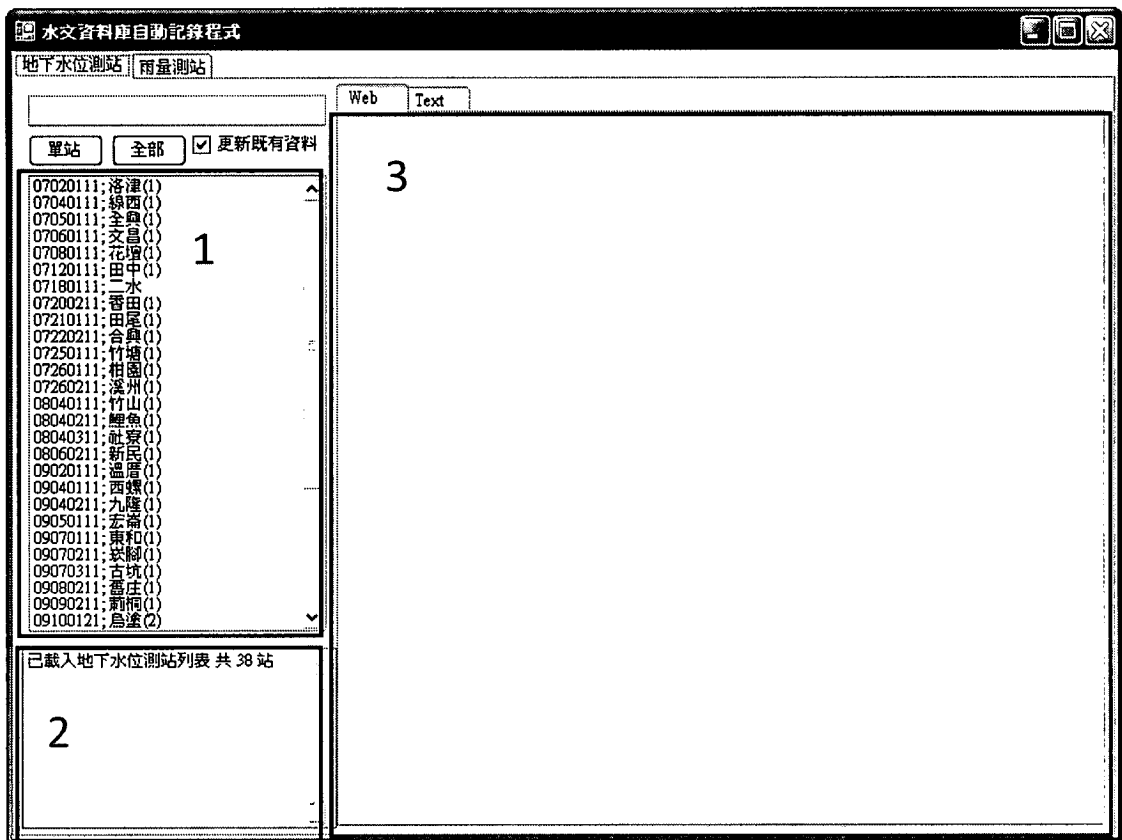 水文資料庫自動記錄程式
地下水位測站 雨量測站
Web Text
單站 全部 更新既有資料
07020111; 洛津(1)
07040111; 線西(1)
07050111; 全興(1)
07060111; 文昌(1)
07080111; 花壇(1)
07120111; 田中(1)
07180111; 二水
07200211; 香田(1)
07210111; 田尾(1)
07220211; 合興(1)
07250111; 竹塘(1)
07260111; 柑園(1)
07260211; 溪州(1)
08040111; 竹山(1)
08040211; 鯉魚(1)
08040311; 社寮(1)
08060211; 新民(1)
09020111; 溫厝(1)
09040111; 西螺(1)
09040211; 九隆(1)
09050111; 宏崙(1)
09070111; 東和(1)
09070211; 崁腳(1)
09070311; 古坑(1)
09080211; 舊庄(1)
09090211; 莿桐(1)
09100121; 烏塗(2)
1
已載入地下水位測站列表 共 38 站
2
3